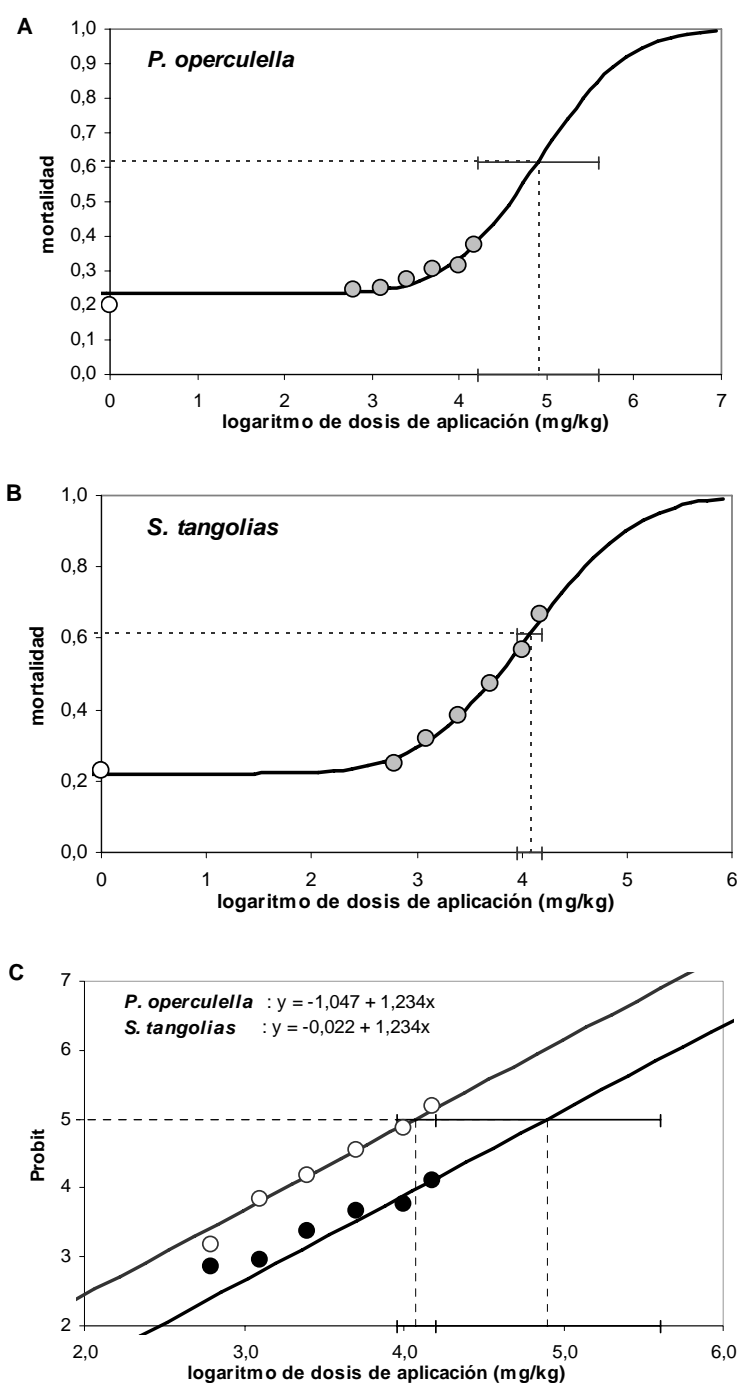 A
P. operculella
1,0
0,9
0,8
0,7
0,6
0,5
0,4
0,3
0,2
0,1
0,0
mortalidad
0 1 2 3 4 5 6 7
logaritmo de dosis de aplicación (mg/kg)
B
S. tangolias
1,0
0,8
0,6
0,4
0,2
0,0
mortalidad
0 1 2 3 4 5 6
logaritmo de dosis de aplicación (mg/kg)
C
P. operculella : y = -1,047 + 1,234x
S. tangolias : y = -0,022 + 1,234x
7
6
5
4
3
2
Probit
2,0 3,0 4,0 5,0 6,0
logaritmo de dosis de aplicación (mg/kg)